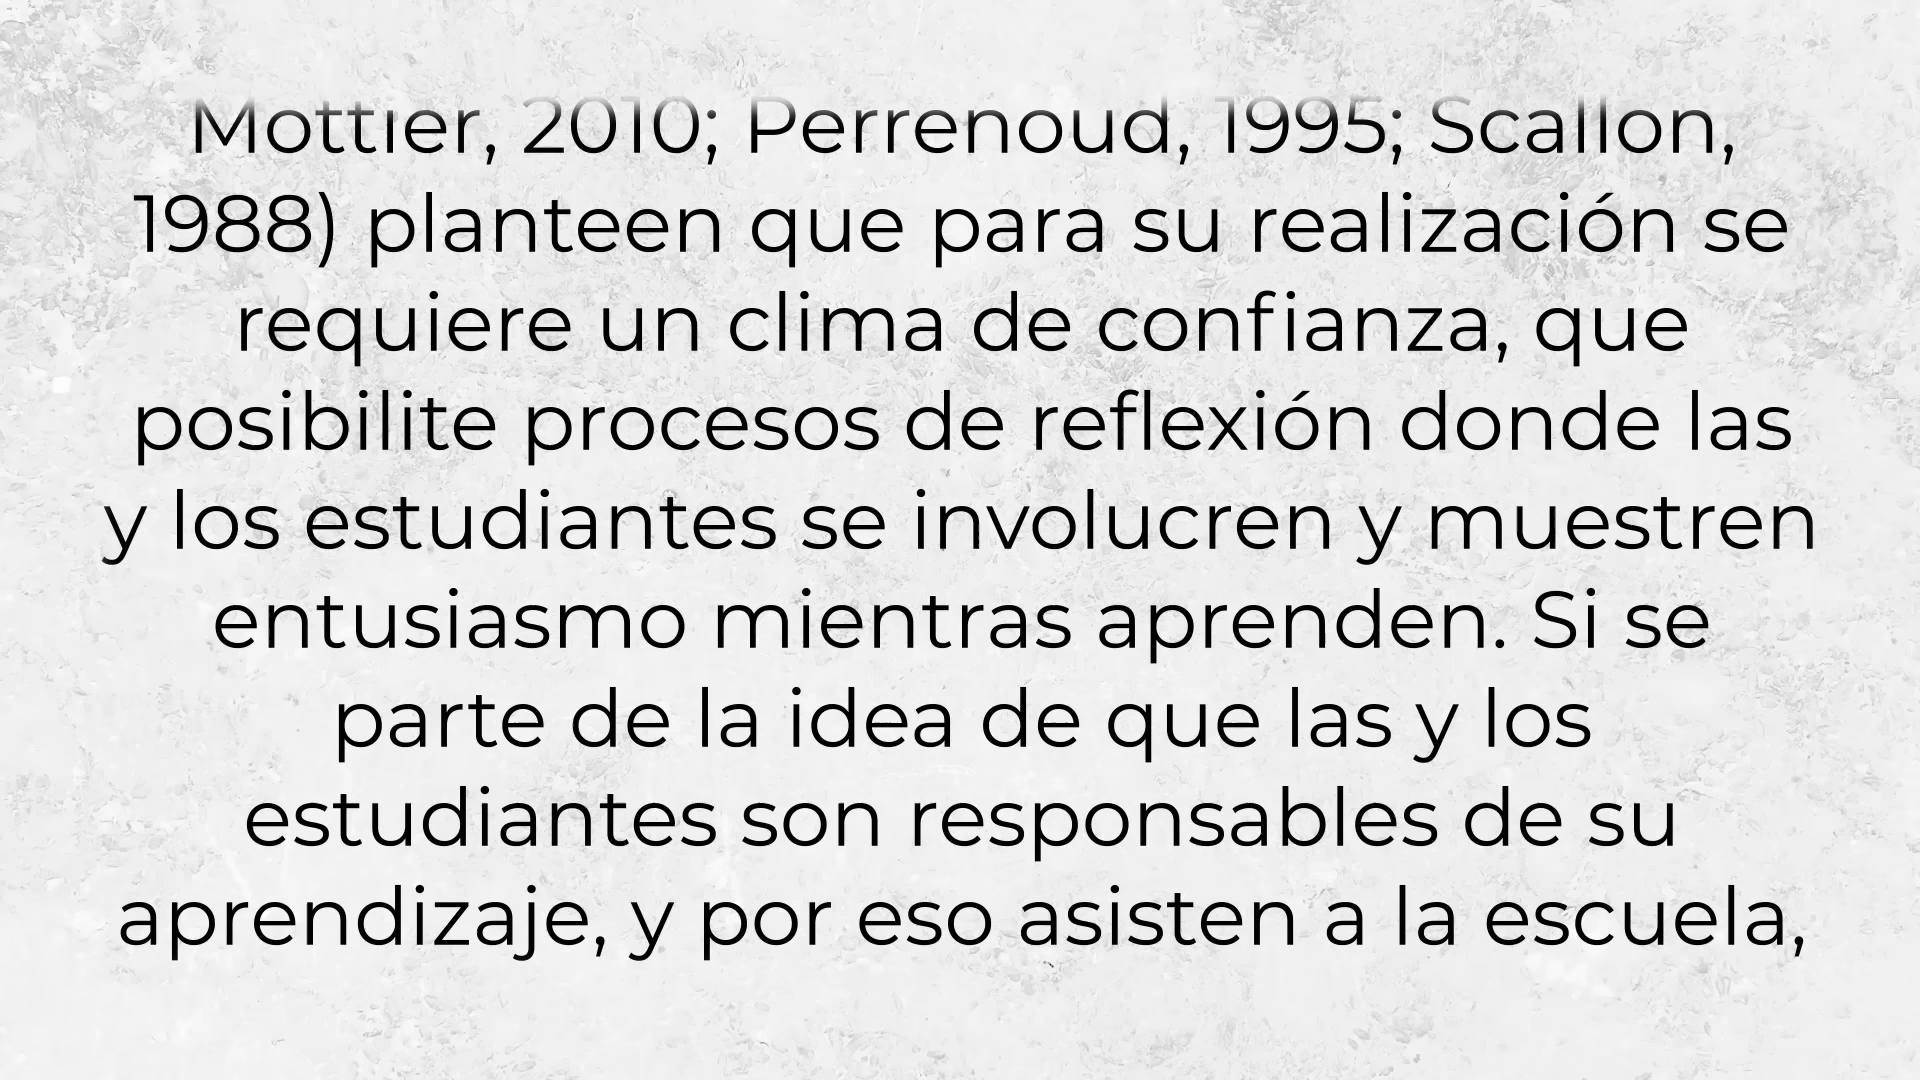 Mottier, 2010; Perrenoud, 1995; Scallon,
1988) planteen que para su realización se
requiere un clima de confianza, que
posibilite procesos de reflexión donde las
y los estudiantes se involucren y muestren
entusiasmo mientras aprenden. Si se
parte de la idea de que las y los
estudiantes son responsables de su
aprendizaje, y por eso asisten a la escuela,